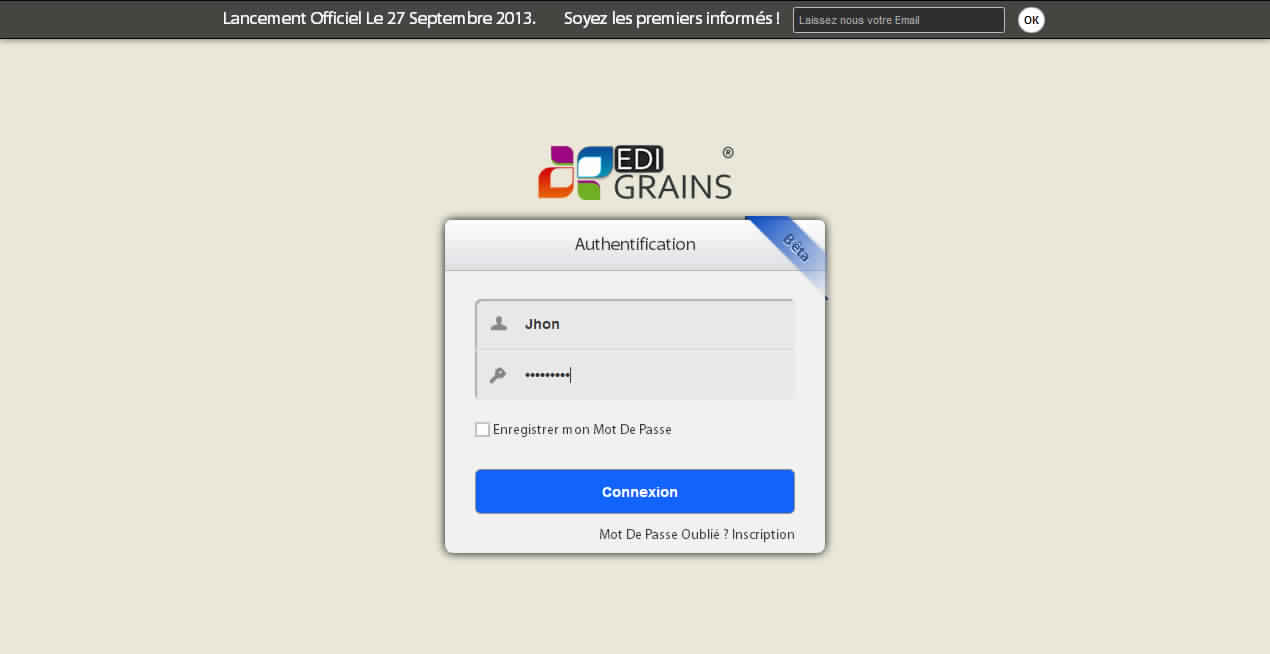 Lancement Officiel Le 27 Septembre 2013. Soyez les premiers informés ! Laissez nous votre Email OK
EDI ®
GRAINS
Authentification
Bêta
Jhon
•••••••••
Enregistrer mon Mot De Passe
Connexion
Mot De Passe Oublié ? Inscription